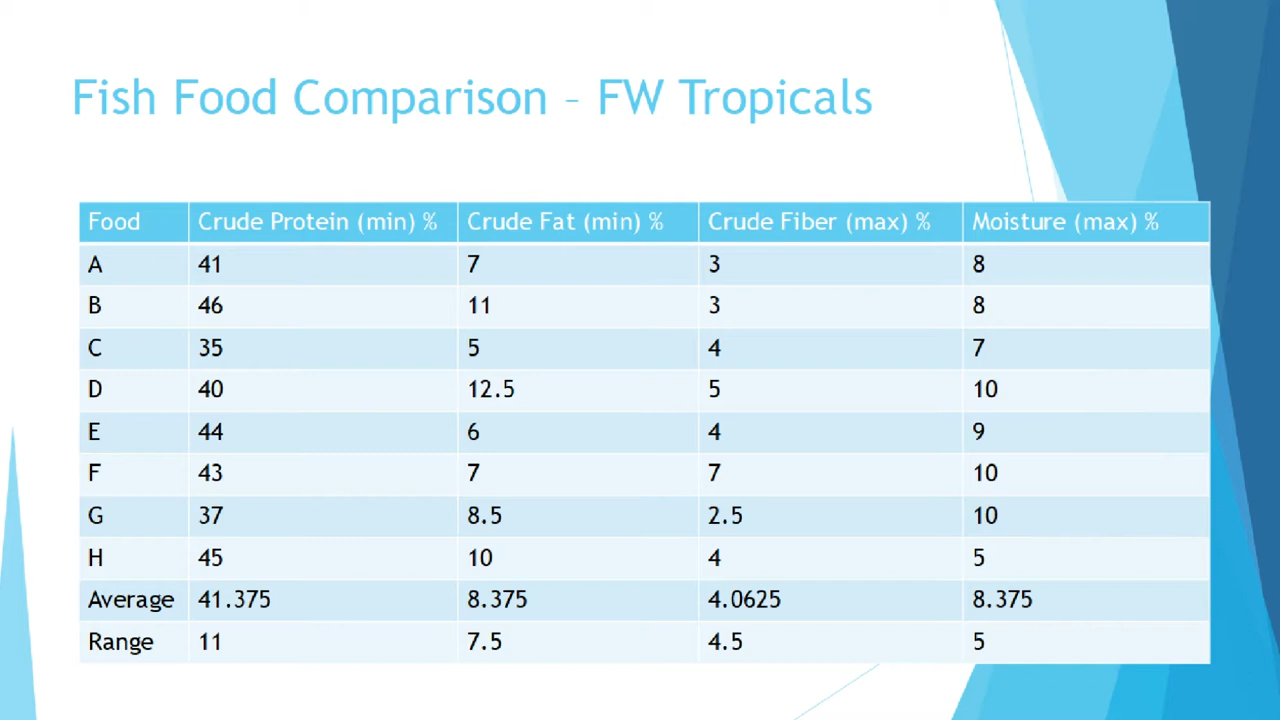 Fish Food Comparison – FW Tropicals
Food Crude Protein (min) % Crude Fat (min) % Crude Fiber (max) % Moisture (max) %
A 41 7 3 8
B 46 11 3 8
C 35 5 4 7
D 40 12.5 5 10
E 44 6 4 9
F 43 7 7 10
G 37 8.5 2.5 10
H 45 10 4 5
Average 41.375 8.375 4.0625 8.375
Range 11 7.5 4.5 5